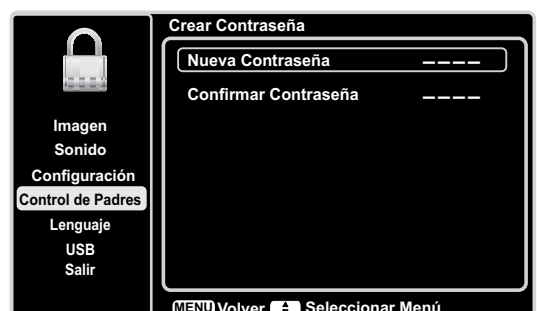 Crear Contraseña
Nueva Contraseña _ _ _ _
Confirmar Contraseña _ _ _ _
Imagen
Sonido
Configuración
Control de Padres
Lenguaje
USB
Salir
MENU Volver Seleccionar Menú